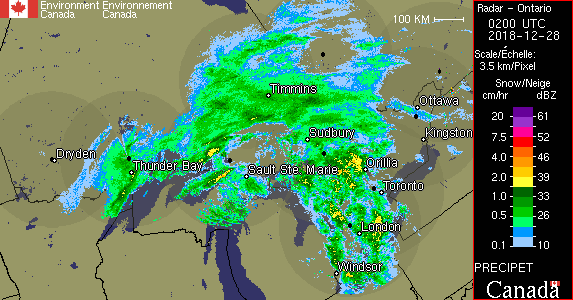 Environment Environnement
Canada Canada
100 KM
Timmins
Ottawa
Sudbury
Kingston
Dryden
Thunder Bay
Sault Ste. Marie
Orillia
Toronto
London
Windsor
Radar - Ontario
0200 UTC
2018-12-28
Scale/Échelle:
3.5 km/Pixel
Snow/Neige
cm/hr dBZ
20 61
7.5 57
5.0 52
4.0 46
2.0 39
1.0 33
0.5 26
0.1 10
PRECIPET
Canada